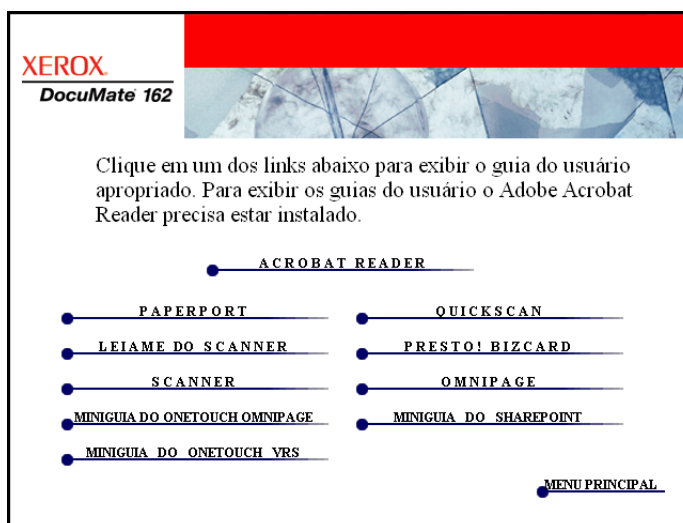 XEROX
DocuMate 162
Clique em um dos links abaixo para exibir o guia do usuário
apropriado. Para exibir os guias do usuário o Adobe Acrobat
Reader precisa estar instalado.
ACROBAT READER
PAPERPORT
QUICKSCAN
LEIAME DO SCANNER
PRESTO! BIZCARD
SCANNER
OMNIPAGE
MINIGUIA DO ONETOUCH OMNIPAGE
MINIGUIA DO SHAREPOINT
MINIGUIA DO ONETOUCH VRS
MENU PRINCIPAL